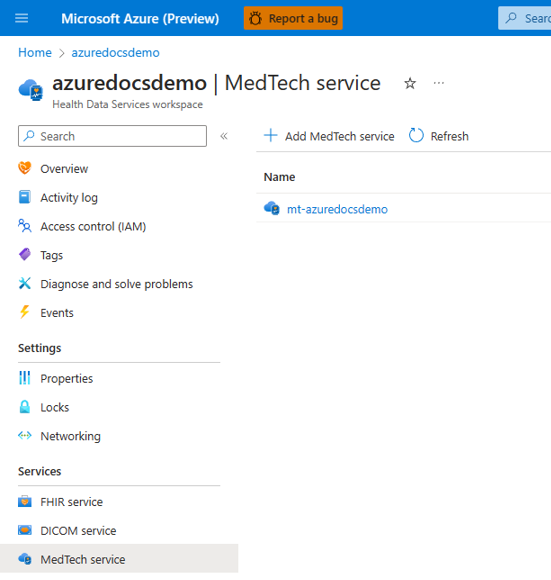 Microsoft Azure (Preview) Report a bug Sear
Home > azuredocsdemo
azuredocsdemo | MedTech service
Health Data Services workspace
Search
+ Add MedTech service Refresh
Overview
Name
Activity log
mt-azuredocsdemo
Access control (IAM)
Tags
Diagnose and solve problems
Events
Settings
Properties
Locks
Networking
Services
FHIR service
DICOM service
MedTech service